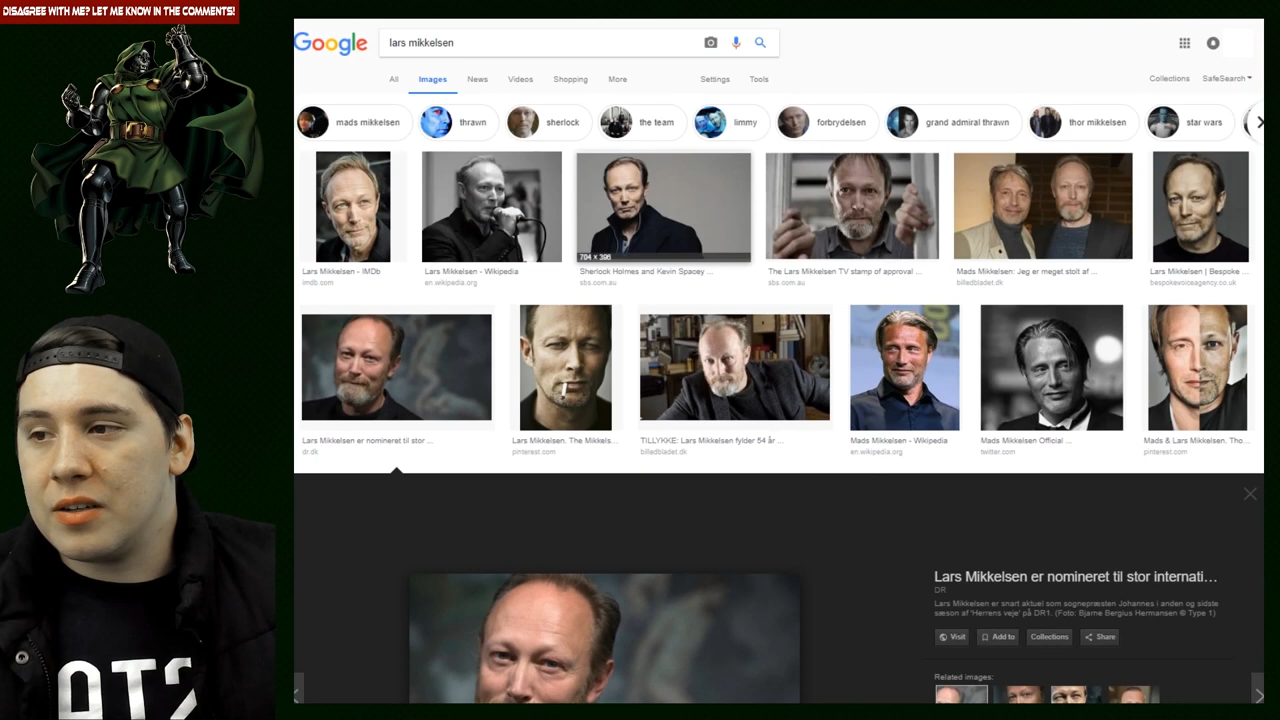 DISAGREE WITH ME? LET ME KNOW IN THE COMMENTS!
Google
lars mikkelsen
All Images News Videos Shopping More Settings Tools
Collections SafeSearch
mads mikkelsen thrawn sherlock the team limmy forbrydelsen grand admiral thrawn thor mikkelsen star wars
704 x 396
Lars Mikkelsen - IMDb
imdb.com
Lars Mikkelsen - Wikipedia
en.wikipedia.org
Sherlock Holmes and Kevin Spacey ...
sbs.com.au
The Lars Mikkelsen TV stamp of approval ...
sbs.com.au
Mads Mikkelsen: Jeg er meget stolt af ...
billedbladet.dk
Lars Mikkelsen | Bespoke ...
bespokevoiceagency.co.uk
Lars Mikkelsen er nomineret til stor ...
dr.dk
Lars Mikkelsen. The Mikkels...
pinterest.com
TILLYKKE: Lars Mikkelsen fylder 54 år ...
billedbladet.dk
Mads Mikkelsen - Wikipedia
en.wikipedia.org
Mads Mikkelsen Official ...
twitter.com
Mads & Lars Mikkelsen. Tho...
pinterest.com
Lars Mikkelsen er nomineret til stor internati...
DR
Lars Mikkelsen er snart aktuel som sognepræsten Johannes i anden og sidste
sæson af 'Herrens veje' på DR1. (Foto: Bjarne Bergius Hermansen © Type 1)
Visit Add to Collections Share
Related images: